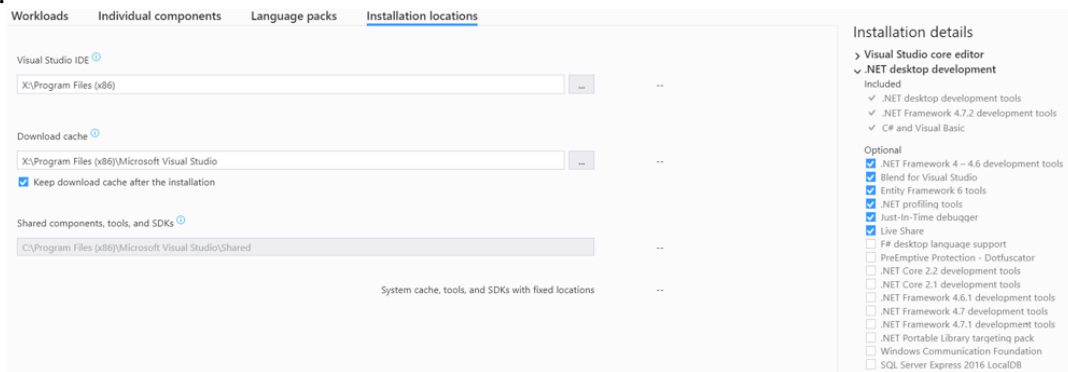 Workloads Individual components Language packs Installation locations
Visual Studio IDE
X:\Program Files (x86)
...
--
Download cache
X:\Program Files (x86)\Microsoft Visual Studio
...
--
Keep download cache after the installation
Shared components, tools, and SDKs
C:\Program Files (x86)\Microsoft Visual Studio\Shared
--
System cache, tools, and SDKs with fixed locations
--
Installation details
Visual Studio core editor
.NET desktop development
Included
.NET desktop development tools
.NET Framework 4.7.2 development tools
C# and Visual Basic
Optional
.NET Framework 4 – 4.6 development tools
Blend for Visual Studio
Entity Framework 6 tools
.NET profiling tools
Just-In-Time debugger
Live Share
F# desktop language support
PreEmptive Protection - Dotfuscator
.NET Core 2.2 development tools
.NET Core 2.1 development tools
.NET Framework 4.6.1 development tools
.NET Framework 4.7 development tools
.NET Framework 4.7.1 development tools
.NET Portable Library targeting pack
Windows Communication Foundation
SQL Server Express 2016 LocalDB